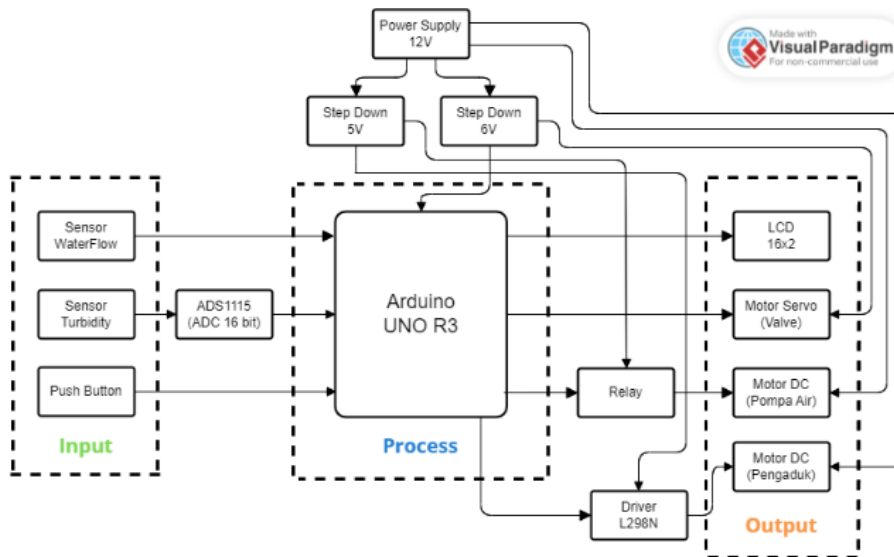 Power Supply
12V
Made with
VisualParadigm
For non-commercial use
Step Down
5V
Step Down
6V
Sensor
WaterFlow
Sensor
Turbidity
ADS1115
(ADC 16 bit)
Push Button
Input
Arduino
UNO R3
Process
Relay
Driver
L298N
LCD
16x2
Motor Servo
(Valve)
Motor DC
(Pompa Air)
Motor DC
(Pengaduk)
Output